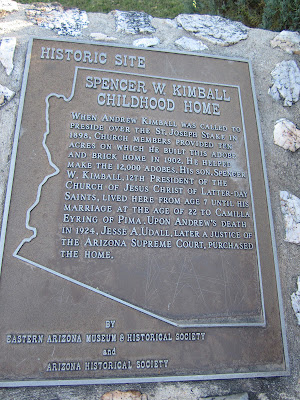 HISTORIC SITE
SPENCER W. KIMBALL
CHILDHOOD HOME
WHEN ANDREW KIMBALL WAS CALLED TO
PRESIDE OVER THE ST. JOSEPH STAKE IN
1898, CHURCH MEMBERS PROVIDED TEN
ACRES ON WHICH HE BUILT THIS ADOBE
AND BRICK HOME IN 1902. HE HELPED
MAKE THE 12,000 ADOBES. HIS SON, SPENCER
W. KIMBALL, 12TH PRESIDENT OF THE
CHURCH OF JESUS CHRIST OF LATTER-DAY
SAINTS, LIVED HERE FROM AGE 7 UNTIL HIS
MARRIAGE AT THE AGE OF 22 TO CAMILLA
EYRING OF PIMA. UPON ANDREW'S DEATH
IN 1924, JESSE A. UDALL, LATER A JUSTICE OF
THE ARIZONA SUPREME COURT, PURCHASED
THE HOME.
BY
EASTERN ARIZONA MUSEUM & HISTORICAL SOCIETY
and
ARIZONA HISTORICAL SOCIETY